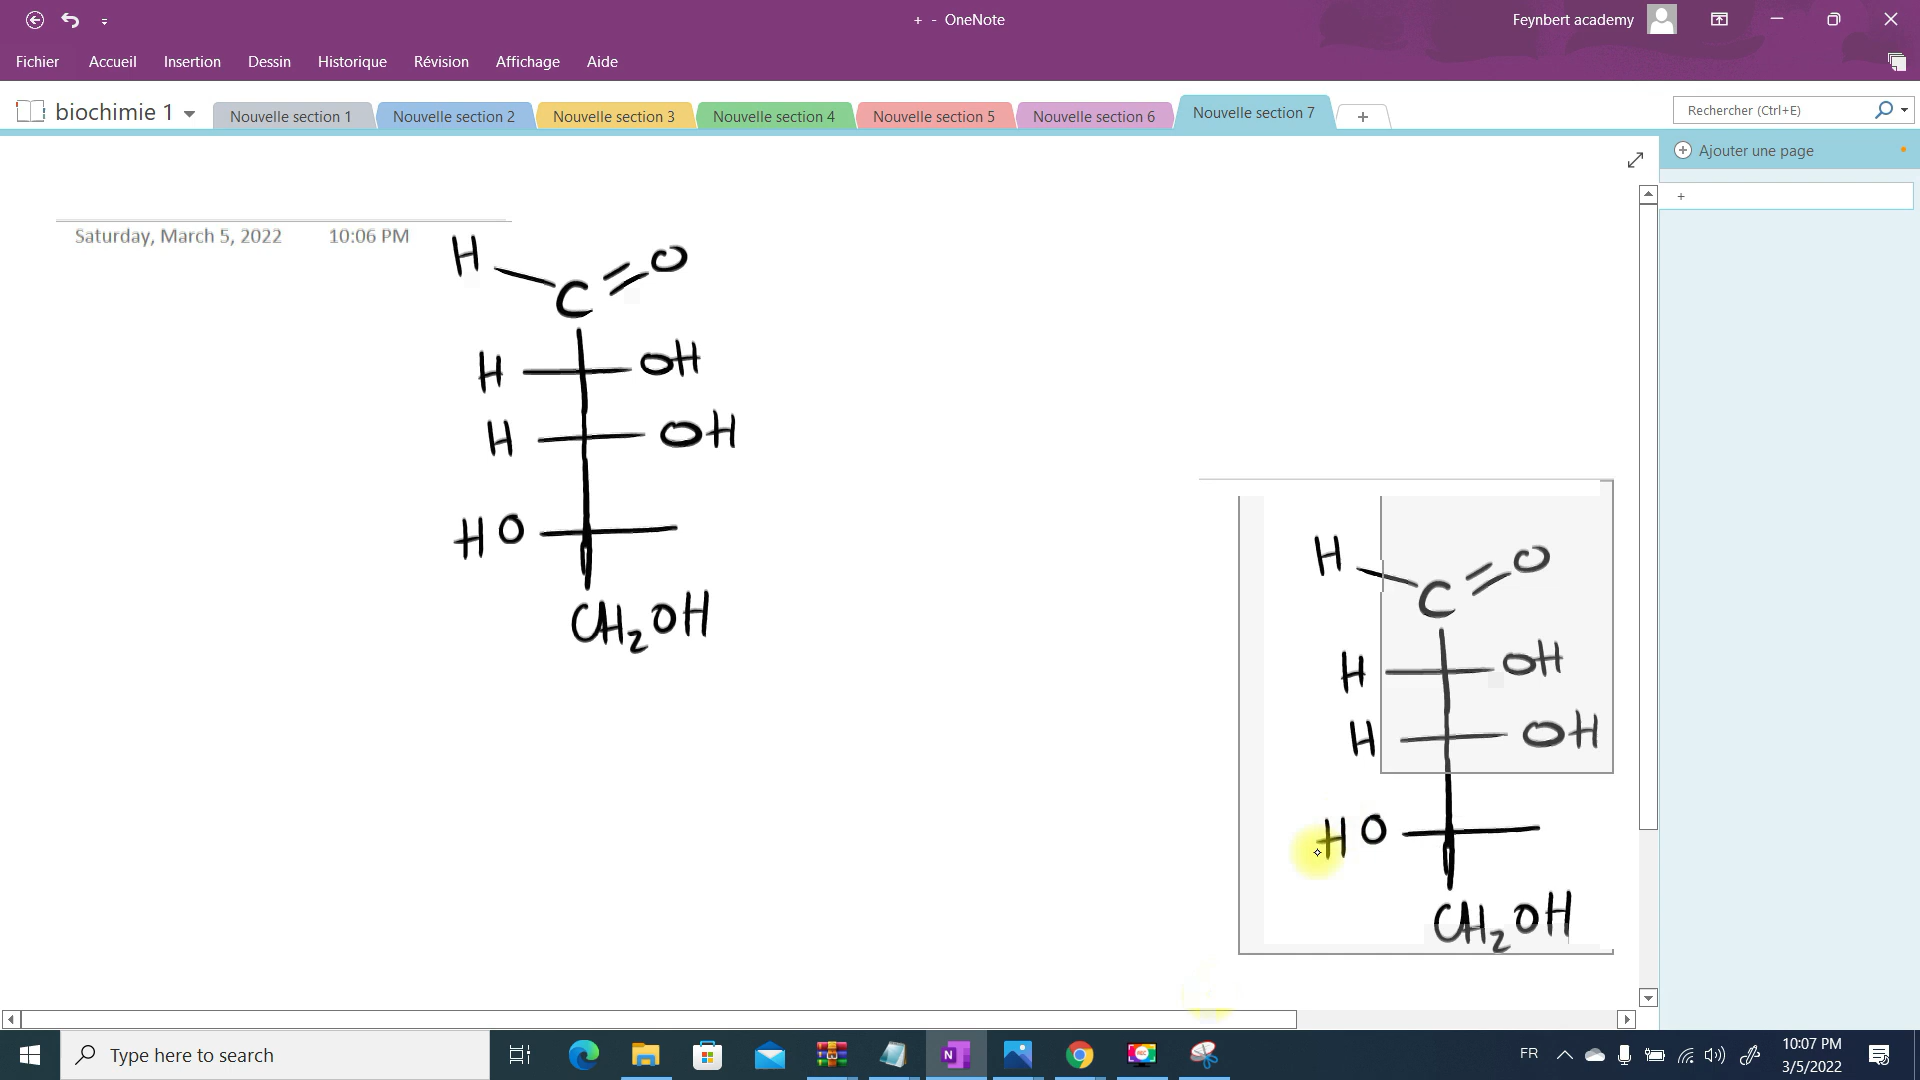 + - OneNote
Feynbert academy
Fichier Accueil Insertion Dessin Historique Révision Affichage Aide
biochimie 1
Nouvelle section 1 Nouvelle section 2 Nouvelle section 3 Nouvelle section 4 Nouvelle section 5 Nouvelle section 6 Nouvelle section 7 +
Rechercher (Ctrl+E)
Ajouter une page
+
Saturday, March 5, 2022 10:06 PM
H O
C
H OH
H OH
HO
CH₂OH
H O
C
H OH
H OH
HO
CH₂OH
Type here to search
FR
10:07 PM
3/5/2022